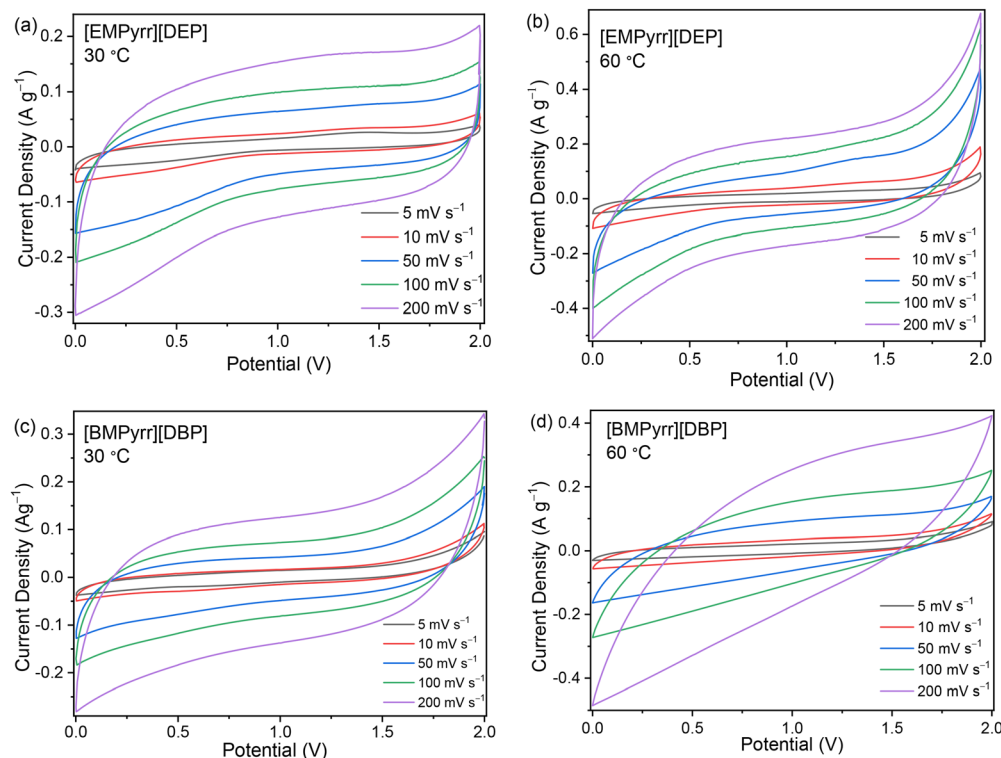 (a)
[EMPyrr][DEP]
30 °C
0.2
0.1
0.0
-0.1
-0.2
-0.3
Current Density (A g⁻¹)
5 mV s⁻¹
10 mV s⁻¹
50 mV s⁻¹
100 mV s⁻¹
200 mV s⁻¹
0.0 0.5 1.0 1.5 2.0
Potential (V)
(b)
[EMPyrr][DEP]
60 °C
0.6
0.4
0.2
0.0
-0.2
-0.4
Current Density (A g⁻¹)
5 mV s⁻¹
10 mV s⁻¹
50 mV s⁻¹
100 mV s⁻¹
200 mV s⁻¹
0.0 0.5 1.0 1.5 2.0
Potential (V)
(c)
[BMPyrr][DBP]
30 °C
0.3
0.2
0.1
0.0
-0.1
-0.2
Current Density (Ag⁻¹)
5 mV s⁻¹
10 mV s⁻¹
50 mV s⁻¹
100 mV s⁻¹
200 mV s⁻¹
0.0 0.5 1.0 1.5 2.0
Potential (V)
(d)
[BMPyrr][DBP]
60 °C
0.4
0.2
0.0
-0.2
-0.4
Current Density (A g⁻¹)
5 mV s⁻¹
10 mV s⁻¹
50 mV s⁻¹
100 mV s⁻¹
200 mV s⁻¹
0.0 0.5 1.0 1.5 2.0
Potential (V)